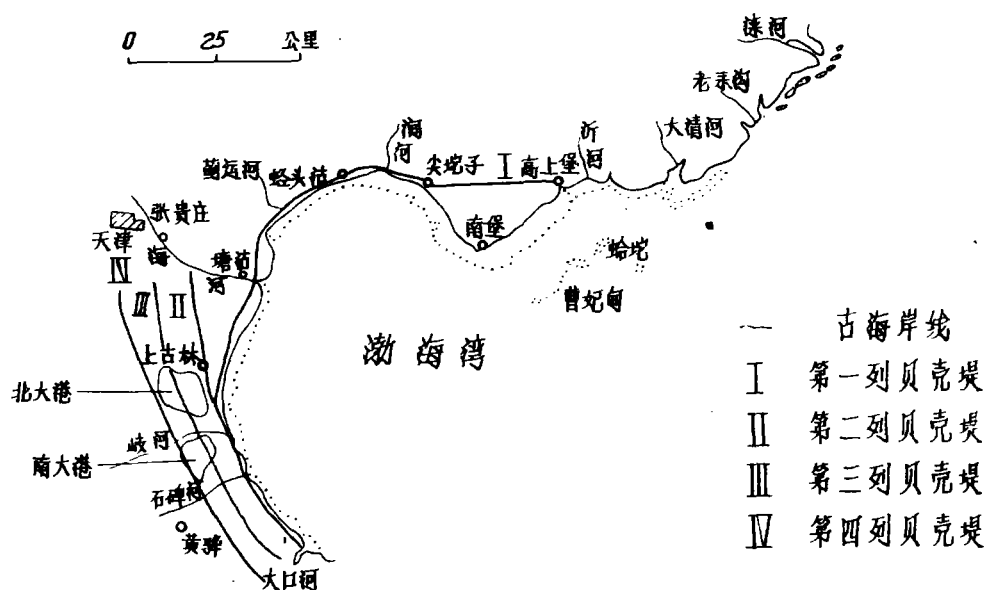 0 25 公里
滦河
老米沟
大清河
沂河
涧河
尖坨子
I
高上堡
蓟运河
蛏头沽
南堡
张贵庄
天津
海河
塘沽
蛤坨
曹妃甸
IV
III
II
渤海湾
上古林
北大港
岐河
南大港
石碑河
黄骅
大口河
古海岸线
I 第一列贝壳堤
II 第二列贝壳堤
III 第三列贝壳堤
IV 第四列贝壳堤